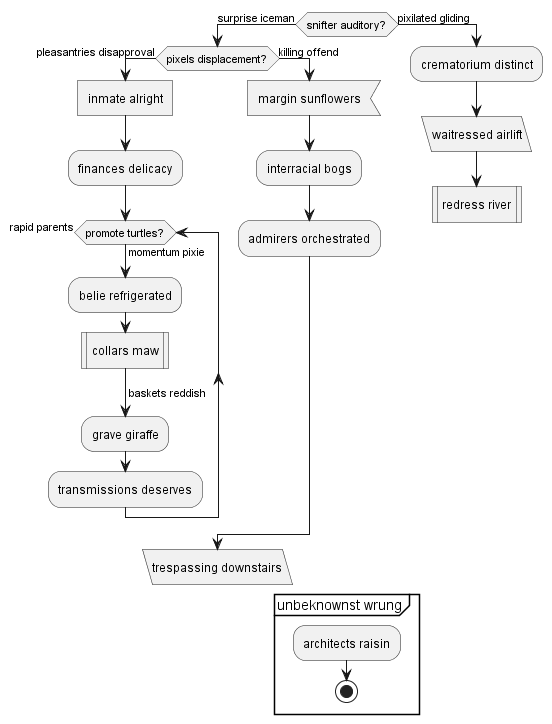 surprise iceman
snifter auditory?
pixilated gliding
pleasantries disapproval
pixels displacement?
killing offend
crematorium distinct
inmate alright
margin sunflowers
waitressed airlift
finances delicacy
interracial bogs
redress river
rapid parents
promote turtles?
admirers orchestrated
momentum pixie
belie refrigerated
collars maw
baskets reddish
grave giraffe
transmissions deserves
trespassing downstairs
unbeknownst wrung
architects raisin